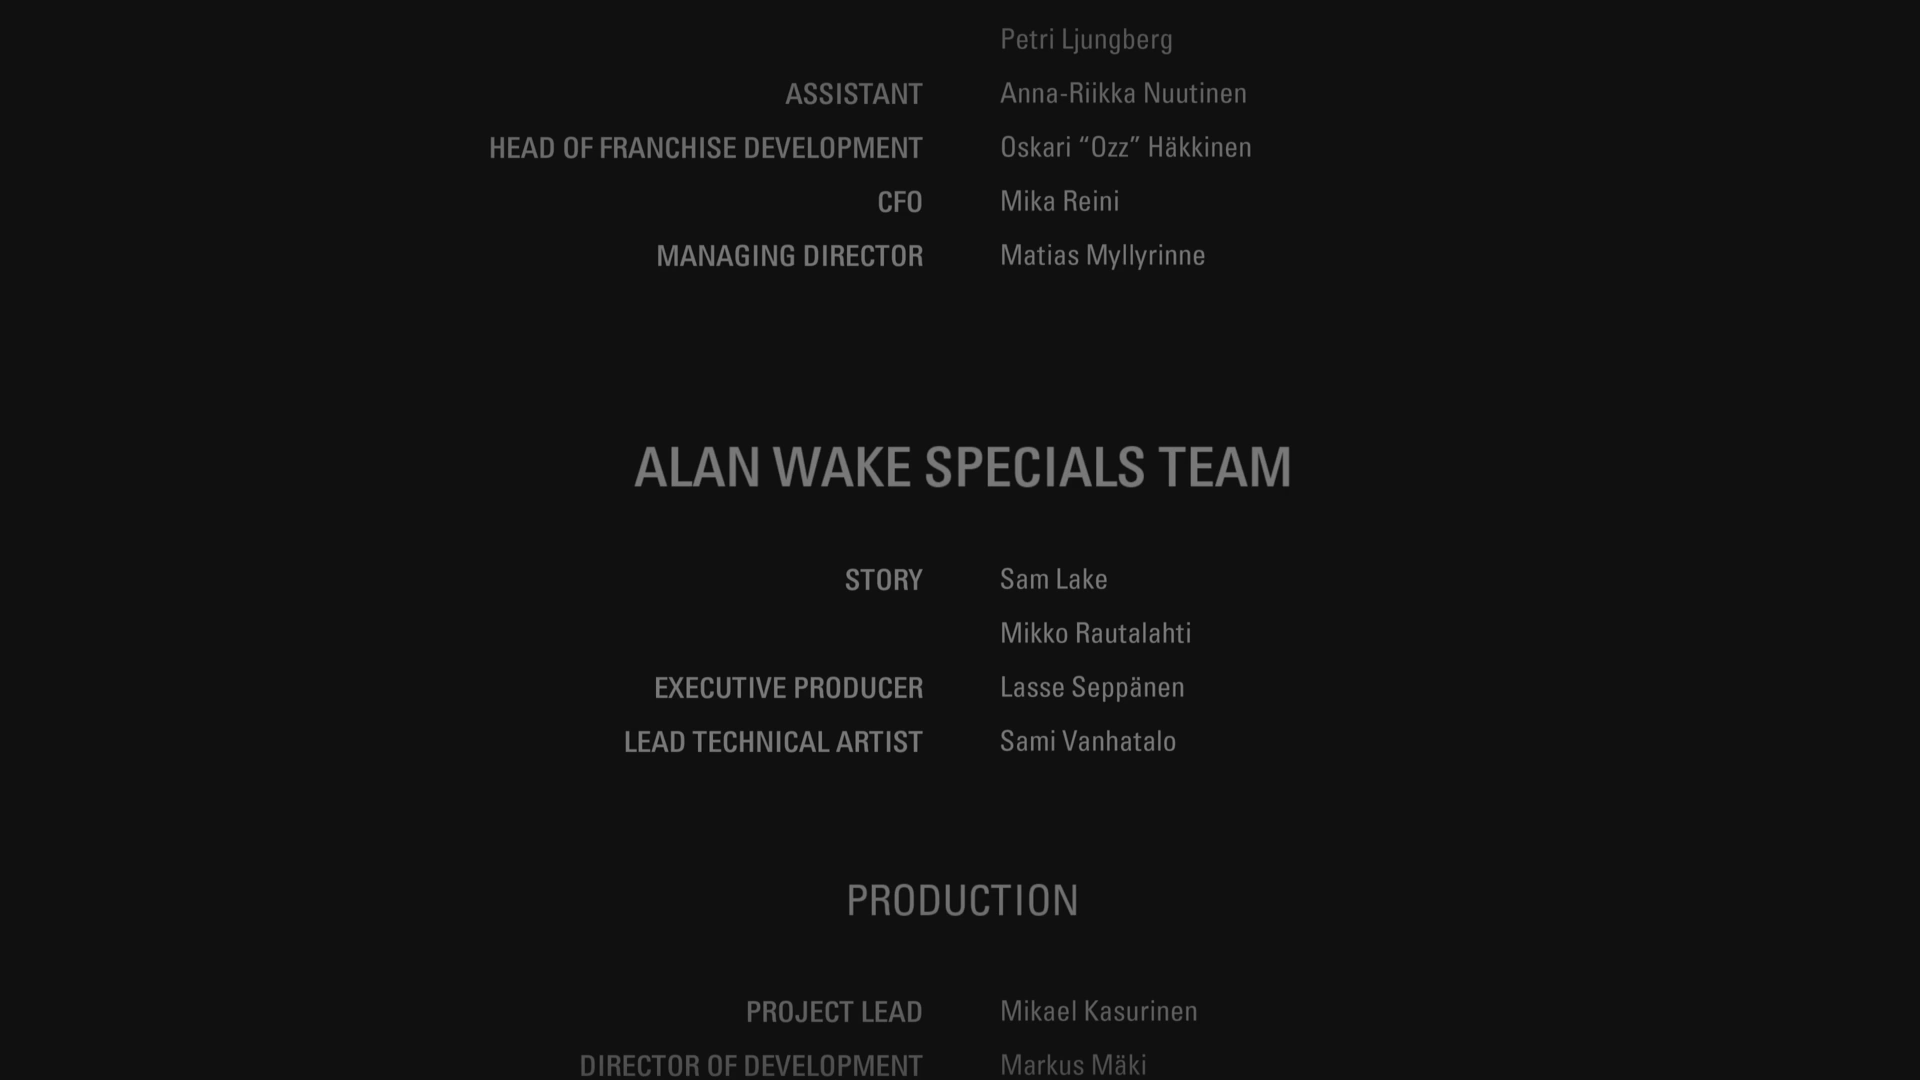 Petri Ljungberg
ASSISTANT Anna-Riikka Nuutinen
HEAD OF FRANCHISE DEVELOPMENT Oskari “Ozz” Häkkinen
CFO Mika Reini
MANAGING DIRECTOR Matias Myllyrinne
ALAN WAKE SPECIALS TEAM
STORY Sam Lake
Mikko Rautalahti
EXECUTIVE PRODUCER Lasse Seppänen
LEAD TECHNICAL ARTIST Sami Vanhatalo
PRODUCTION
PROJECT LEAD Mikael Kasurinen
DIRECTOR OF DEVELOPMENT Markus Mäki